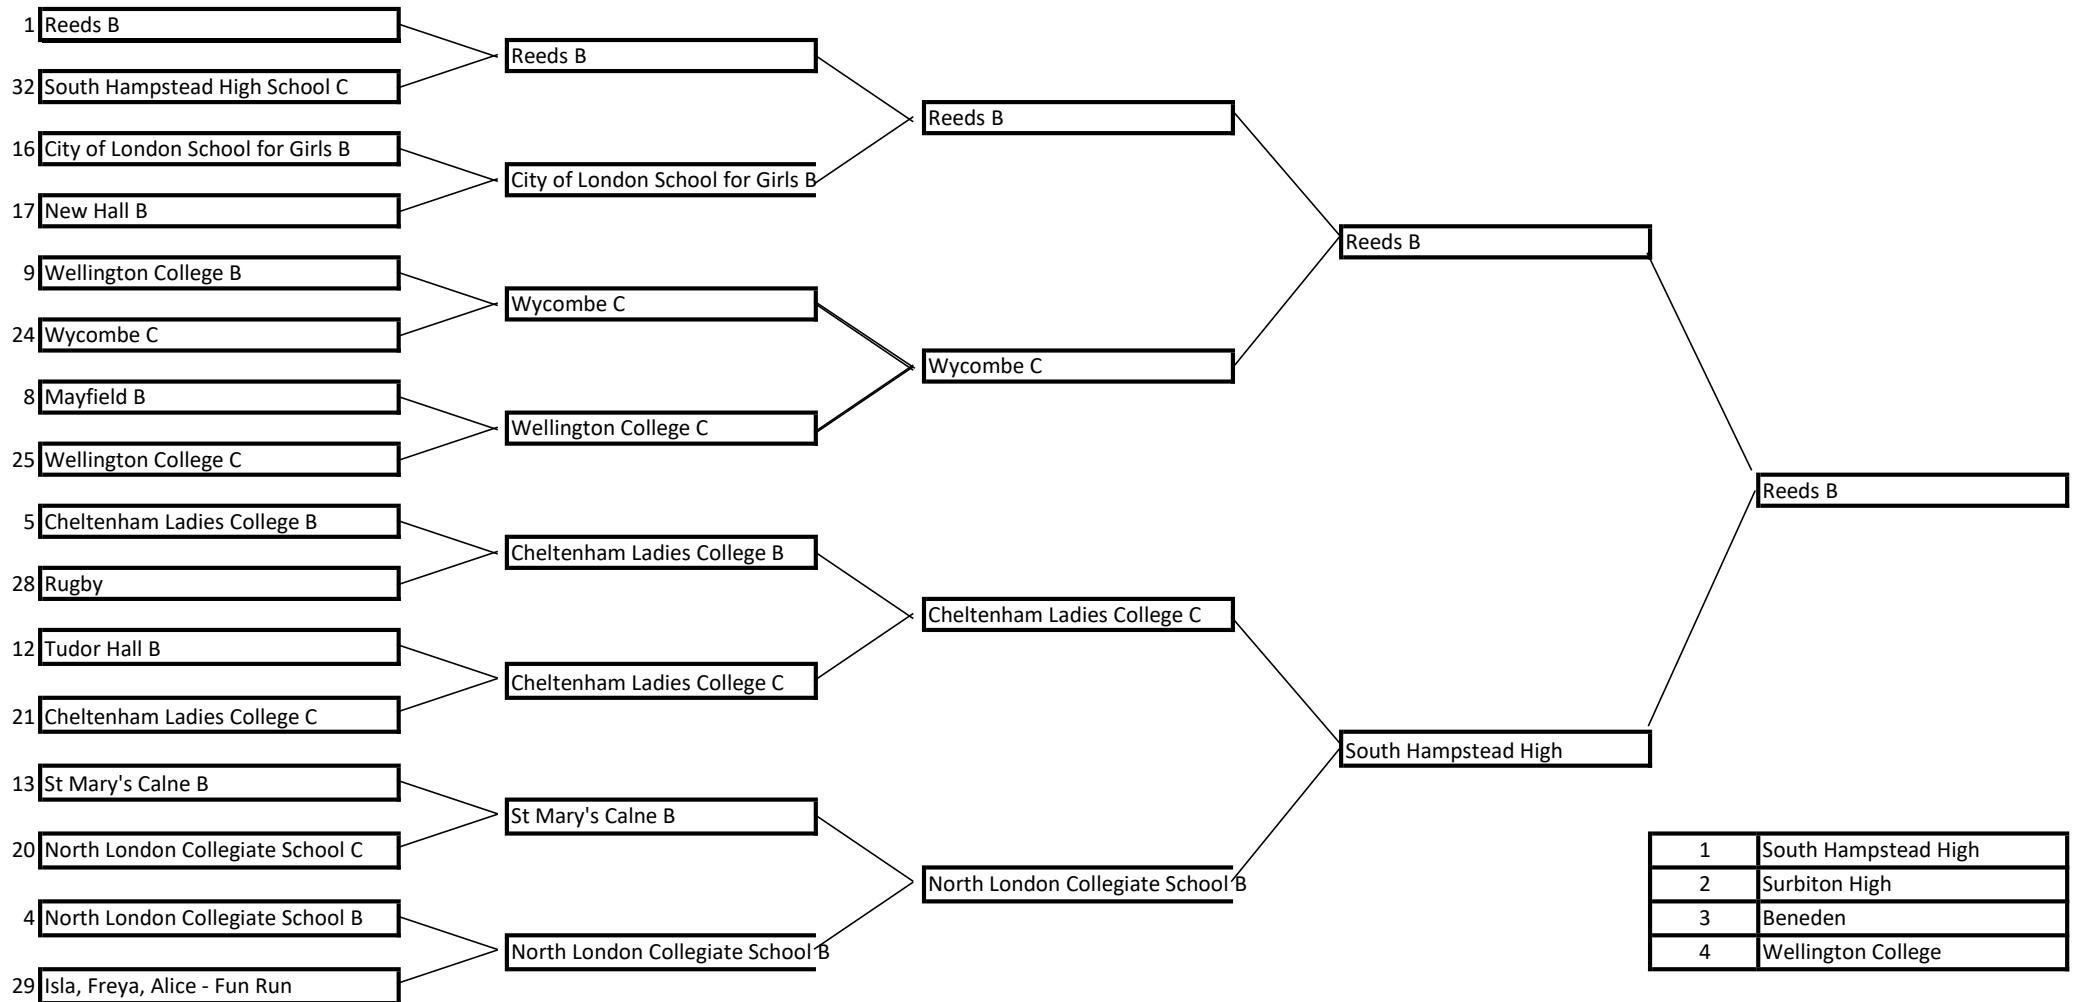 1 Reeds B
32 South Hampstead High School C
16 City of London School for Girls B
17 New Hall B
9 Wellington College B
24 Wycombe C
8 Mayfield B
25 Wellington College C
5 Cheltenham Ladies College B
28 Rugby
12 Tudor Hall B
21 Cheltenham Ladies College C
13 St Mary's Calne B
20 North London Collegiate School C
4 North London Collegiate School B
29 Isla, Freya, Alice - Fun Run
Reeds B
City of London School for Girls B
Wycombe C
Wellington College C
Cheltenham Ladies College B
Cheltenham Ladies College C
St Mary's Calne B
North London Collegiate School B
Reeds B
Wycombe C
Cheltenham Ladies College C
North London Collegiate School B
Reeds B
South Hampstead High
Reeds B
1 South Hampstead High
2 Surbiton High
3 Beneden
4 Wellington College